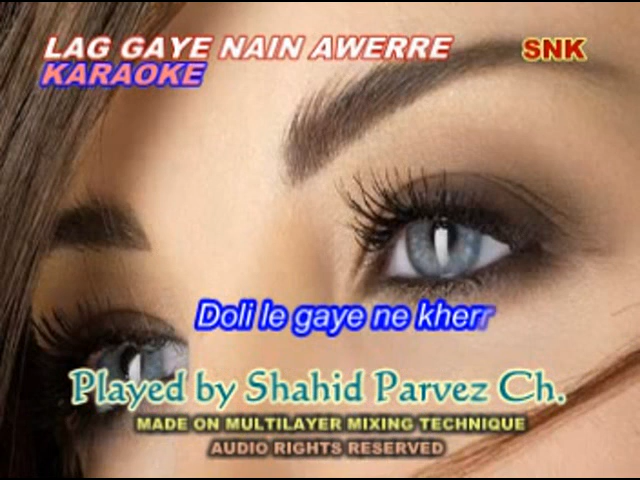 LAG GAYE NAIN AWERRE SNK
KARAOKE
Doli le gaye ne kherr
Played by Shahid Parvez Ch.
MADE ON MULTILAYER MIXING TECHNIQUE
AUDIO RIGHTS RESERVED